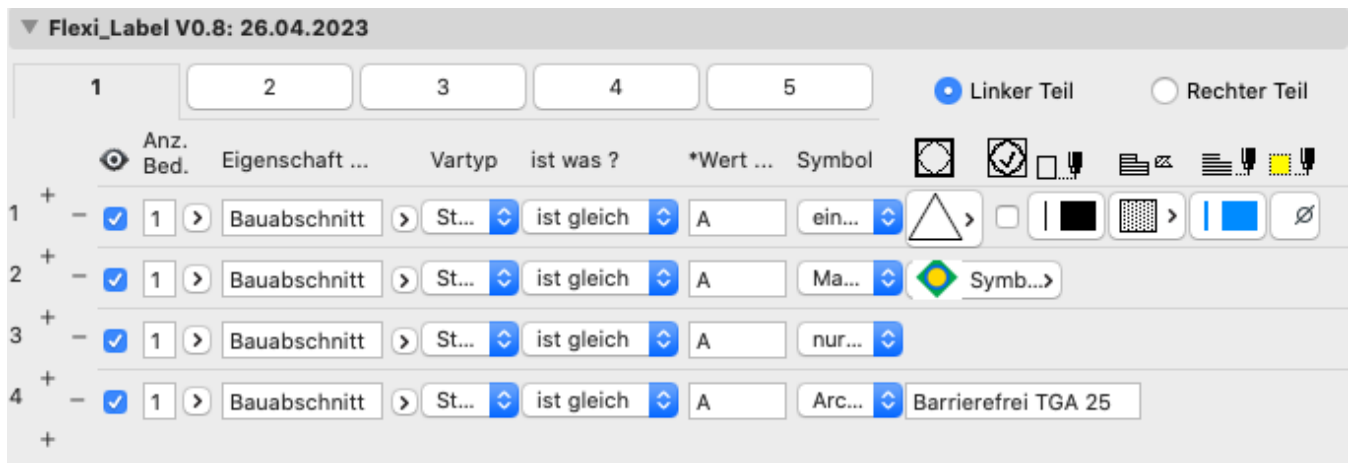 Flexi_Label V0.8: 26.04.2023
1 2 3 4 5 Linker Teil Rechter Teil
Anz. Bed. Eigenschaft ... Vartyp ist was ? *Wert ... Symbol
1 + − 1 > Bauabschnitt > St... ist gleich A ein... >  > Ø
2 + − 1 > Bauabschnitt > St... ist gleich A Ma... Symb...>
3 + − 1 > Bauabschnitt > St... ist gleich A nur...
4 + − 1 > Bauabschnitt > St... ist gleich A Arc... Barrierefrei TGA 25
+